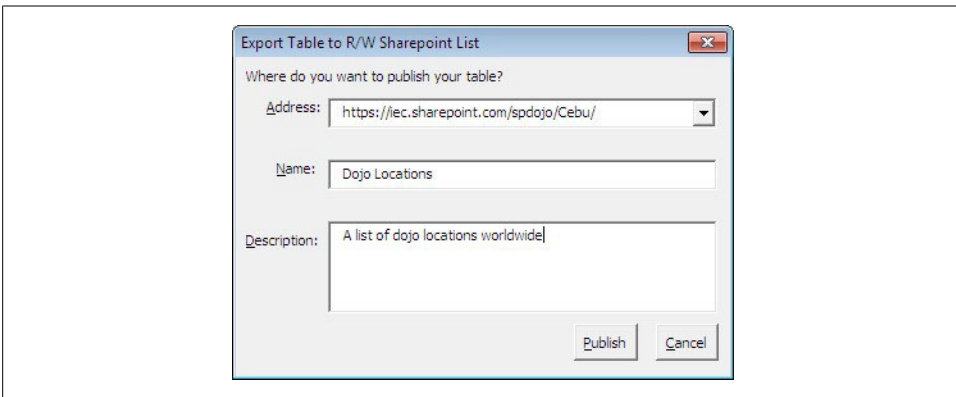 Export Table to R/W Sharepoint List
Where do you want to publish your table?
Address: https://iec.sharepoint.com/spdojo/Cebu/
Name: Dojo Locations
Description: A list of dojo locations worldwide
Publish Cancel